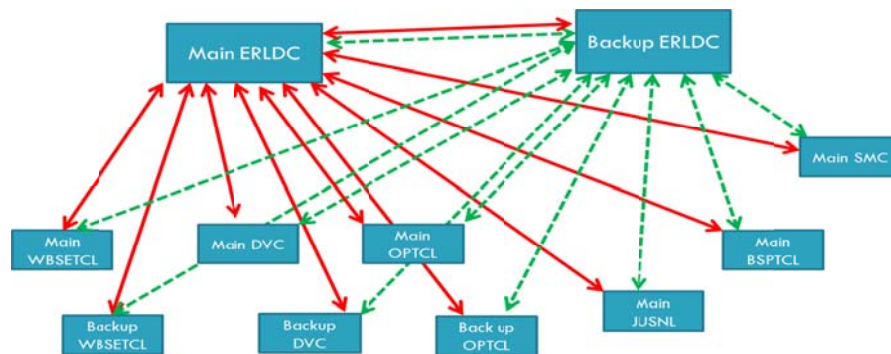 Main ERLDC
Backup ERLDC
Main SMC
Main
WBSETCL
Main DVC
Main
OPTCL
Main
BSPTCL
Backup
WBSETCL
Backup
DVC
Back up
OPTCL
Main
JUSNL